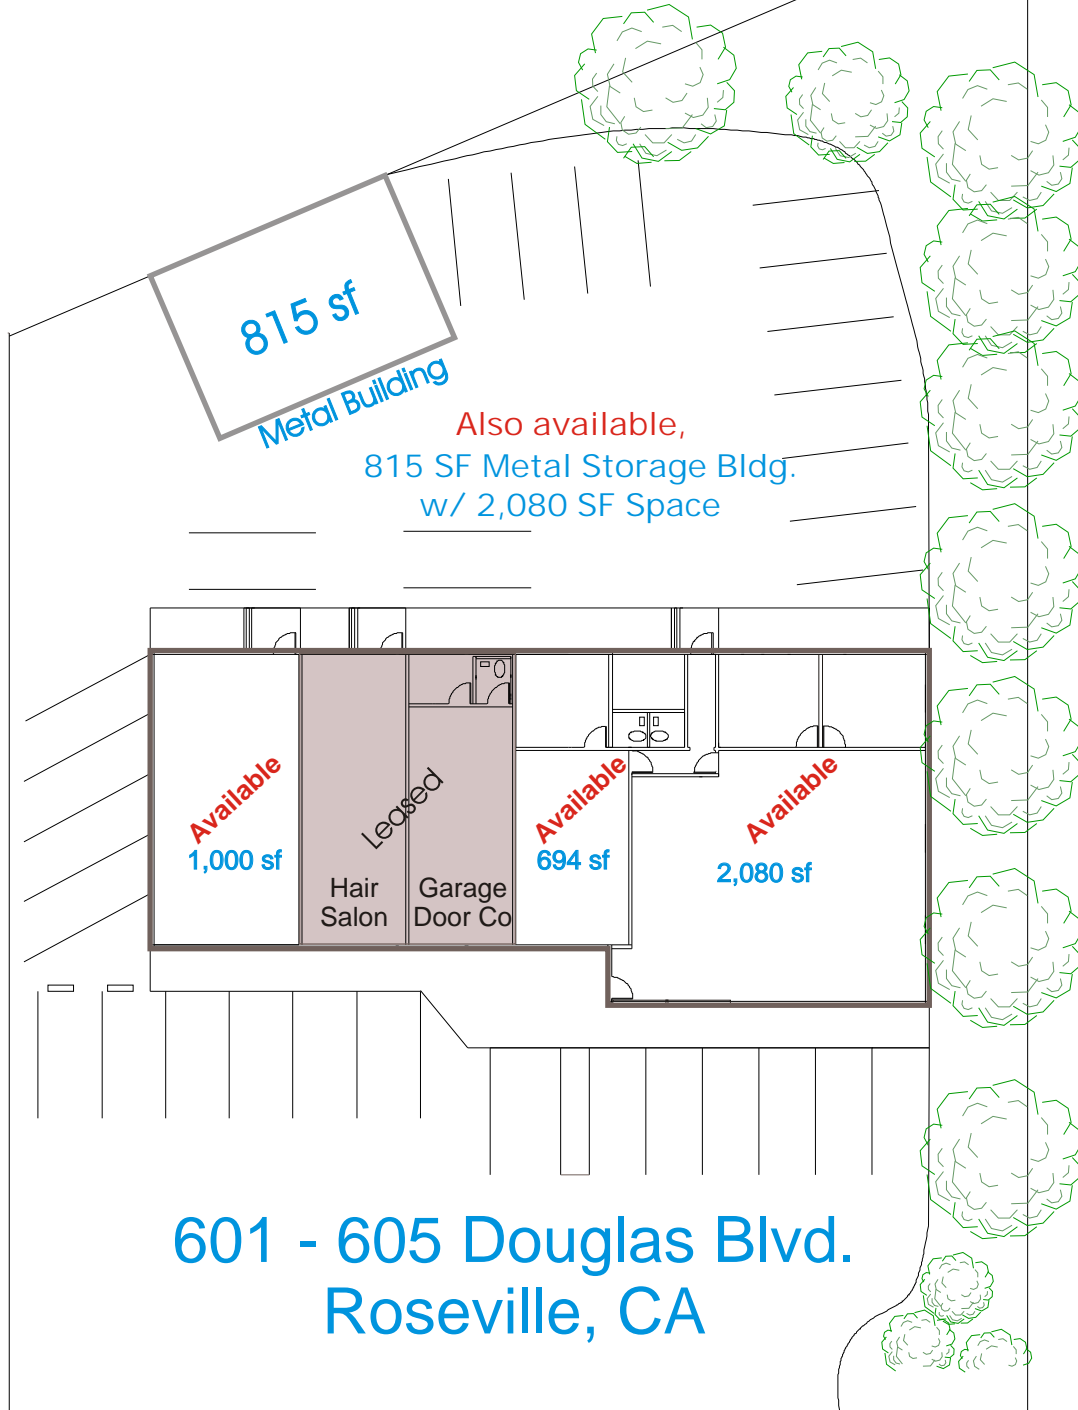 815 sf
Metal Building
Also available,
815 SF Metal Storage Bldg.
w/ 2,080 SF Space
Available
1,000 sf
Leased
Hair
Salon
Garage
Door Co
Available
694 sf
Available
2,080 sf
601 - 605 Douglas Blvd.
Roseville, CA